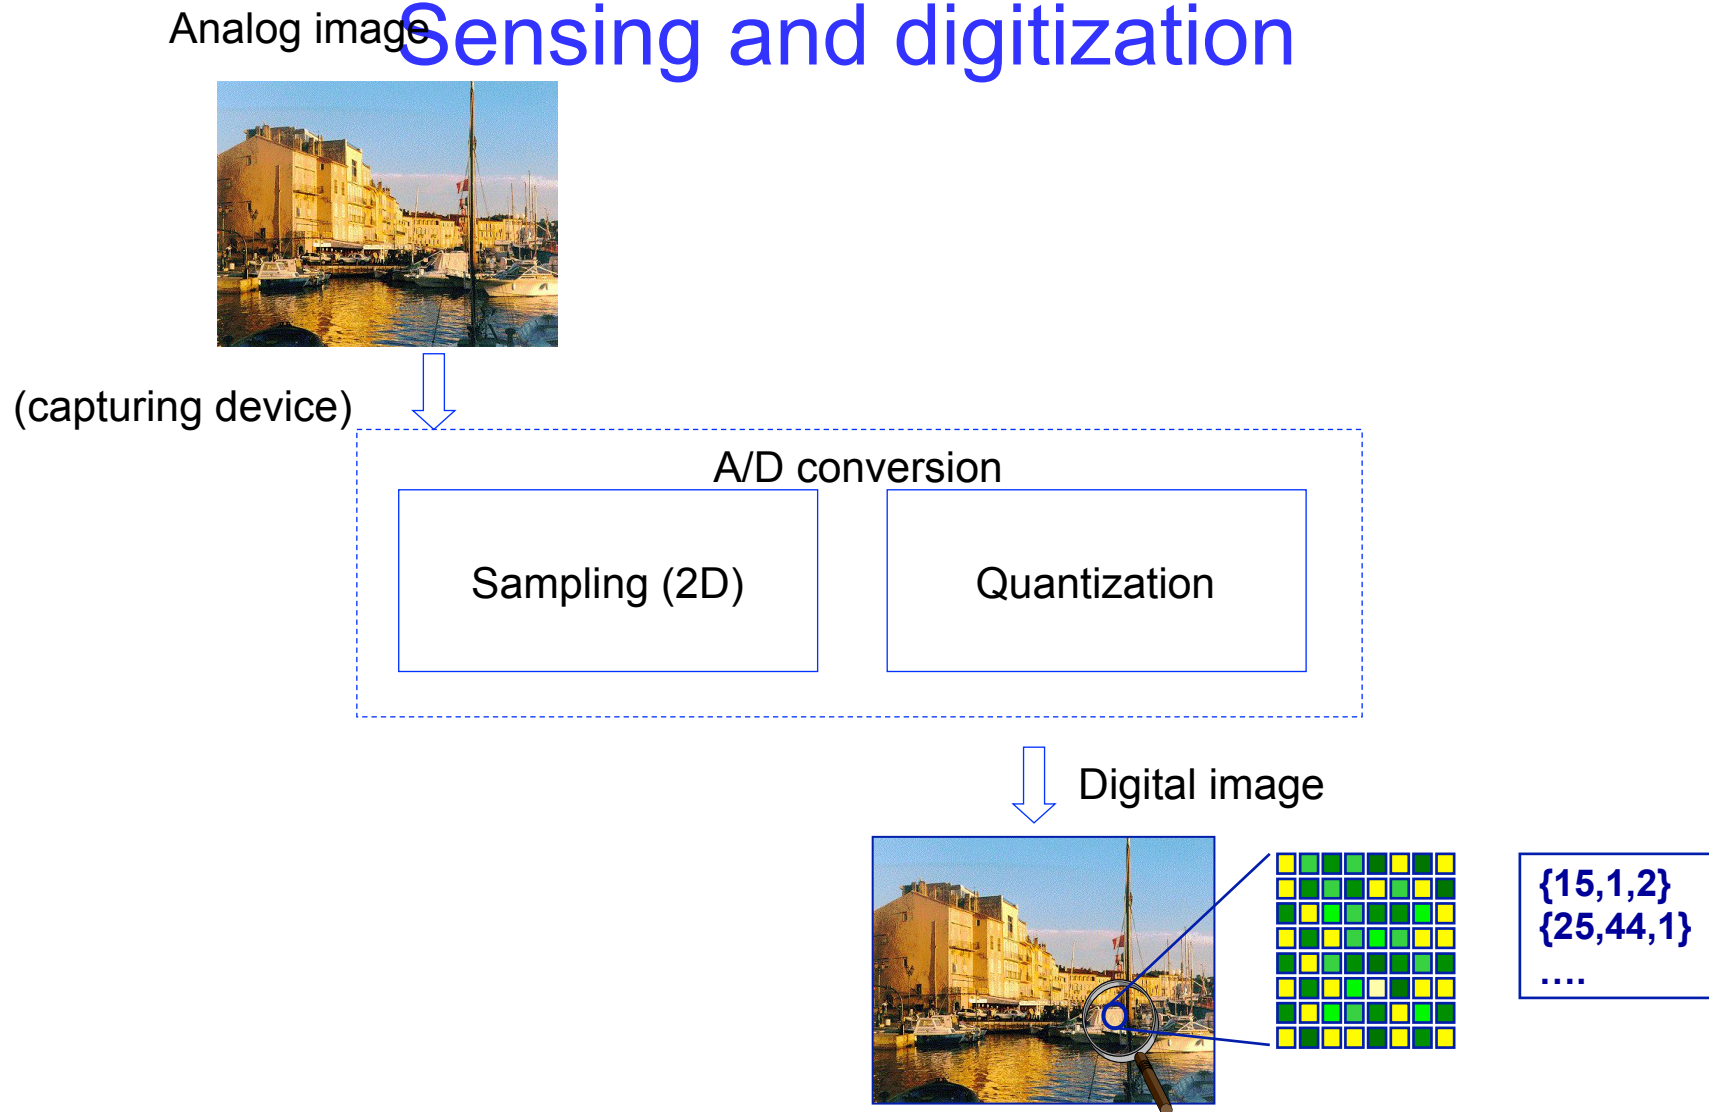 Sensing and digitization
Analog image
(capturing device)
A/D conversion
Sampling (2D)
Quantization
Digital image
{15,1,2}
{25,44,1}
....